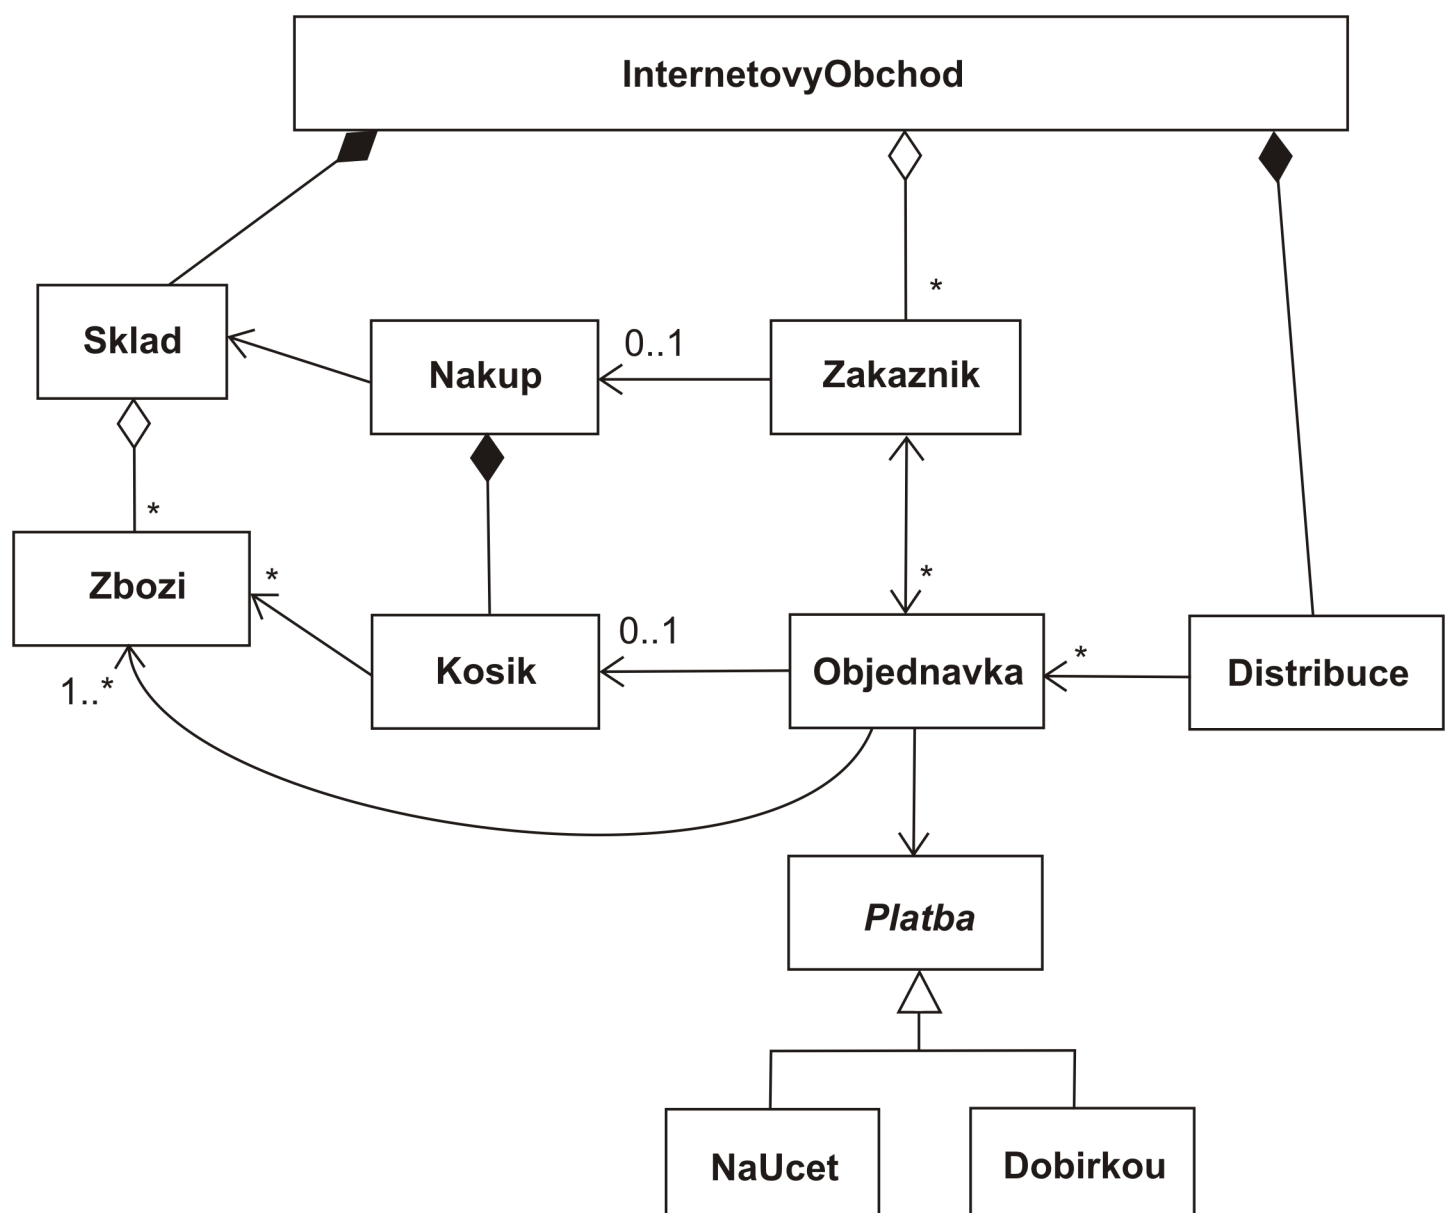 InternetovyObchod
*
Sklad
Nakup
0..1
Zakaznik
*
Zbozi
*
*
Kosik
0..1
Objednavka
*
Distribuce
1..*
Platba
NaUcet
Dobirkou